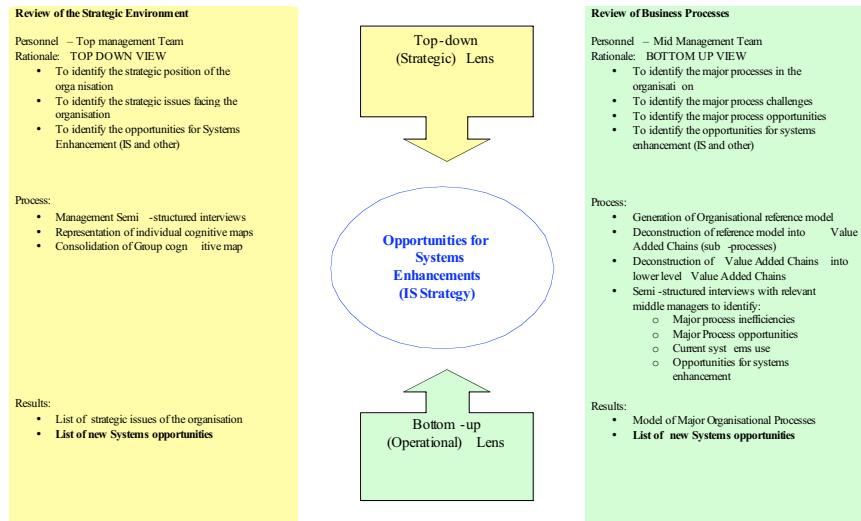 Review of the Strategic Environment
Personnel – Top management Team
Rationale: TOP DOWN VIEW
• To identify the strategic position of the
orga nisation
• To identify the strategic issues facing the
organisation
• To identify the opportunities for Systems
Enhancement (IS and other)
Process:
• Management Semi -structured interviews
• Representation of individual cognitive maps
• Consolidation of Group cogn itive map
Results:
• List of strategic issues of the organisation
• List of new Systems opportunities
Top-down
(Strategic) Lens
Opportunities for
Systems
Enhancements
(IS Strategy)
Bottom -up
(Operational) Lens
Review of Business Processes
Personnel – Mid Management Team
Rationale: BOTTOM UP VIEW
• To identify the major processes in the
organisati on
• To identify the major process challenges
• To identify the major process opportunities
• To identify the opportunities for systems
enhancement (IS and other)
Process:
• Generation of Organisational reference model
• Deconstruction of reference model into Value
Added Chains (sub -processes)
• Deconstruction of Value Added Chains into
lower level Value Added Chains
• Semi -structured interviews with relevant
middle managers to identify:
o Major process inefficiencies
o Major Process opportunities
o Current syst ems use
o Opportunities for systems
enhancement
Results:
• Model of Major Organisational Processes
• List of new Systems opportunities